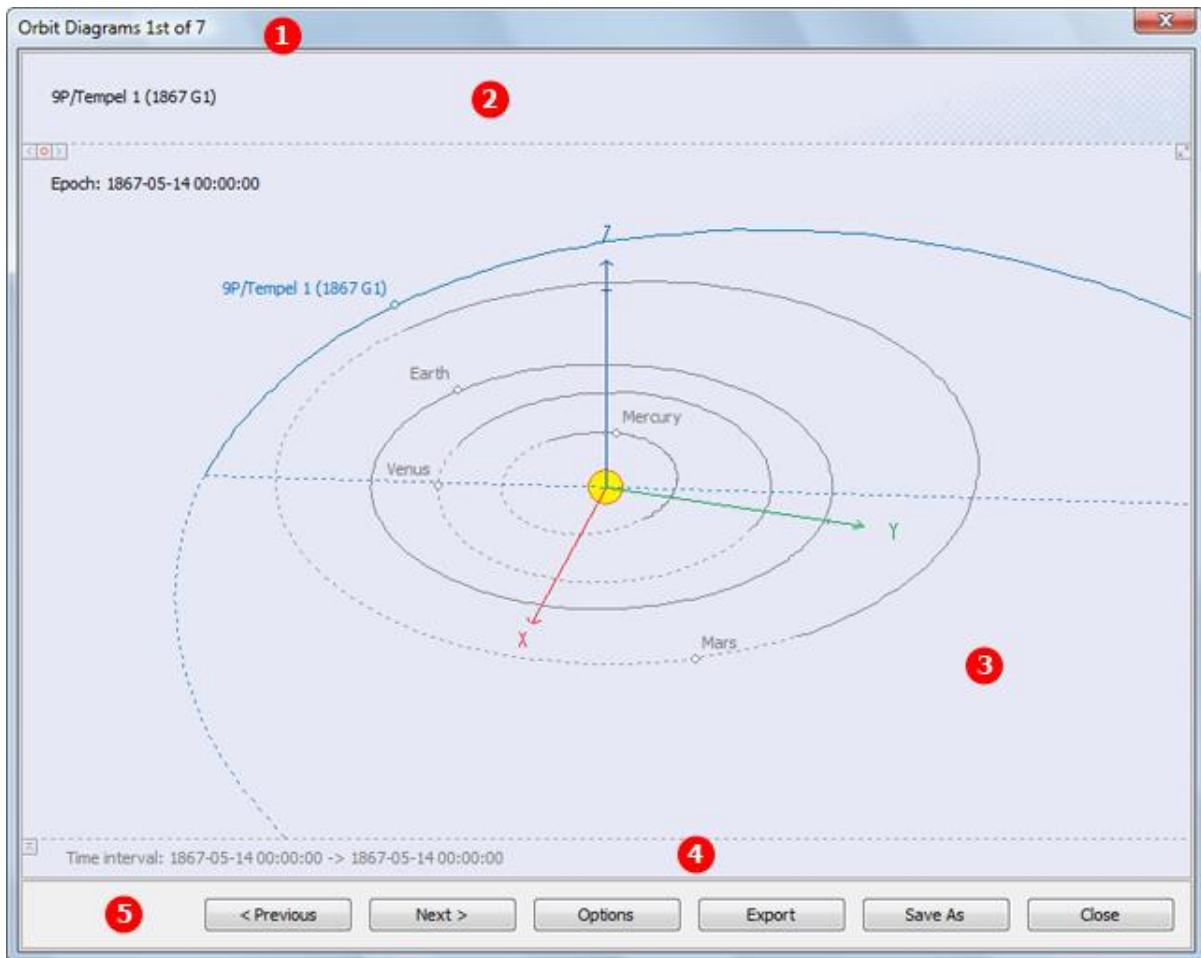 Orbit Diagrams 1st of 7
1
9P/Tempel 1 (1867 G1)
2
Epoch: 1867-05-14 00:00:00
Z
9P/Tempel 1 (1867 G1)
Earth
Mercury
Venus
Y
X
Mars
3
Time interval: 1867-05-14 00:00:00 -> 1867-05-14 00:00:00
4
5
< Previous
Next >
Options
Export
Save As
Close